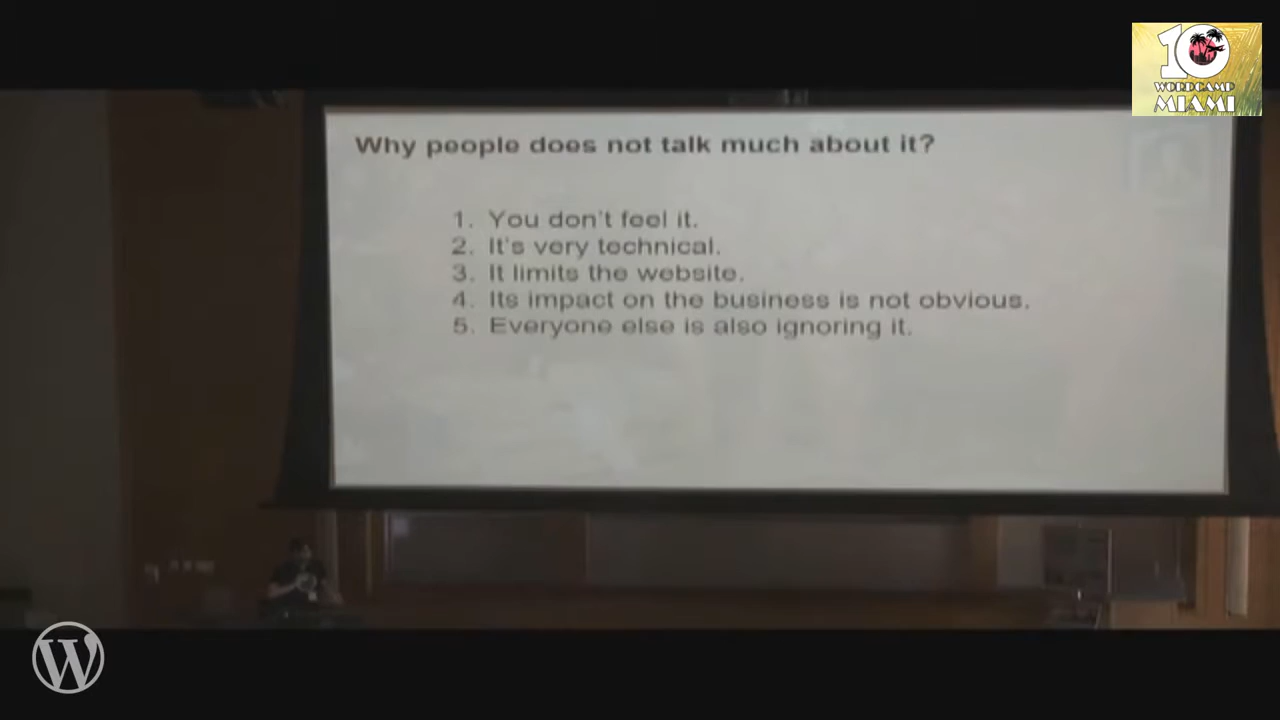 10
WORDCAMP
MIAMI
Why people does not talk much about it?
1. You don't feel it.
2. It's very technical.
3. It limits the website.
4. Its impact on the business is not obvious.
5. Everyone else is also ignoring it.
W